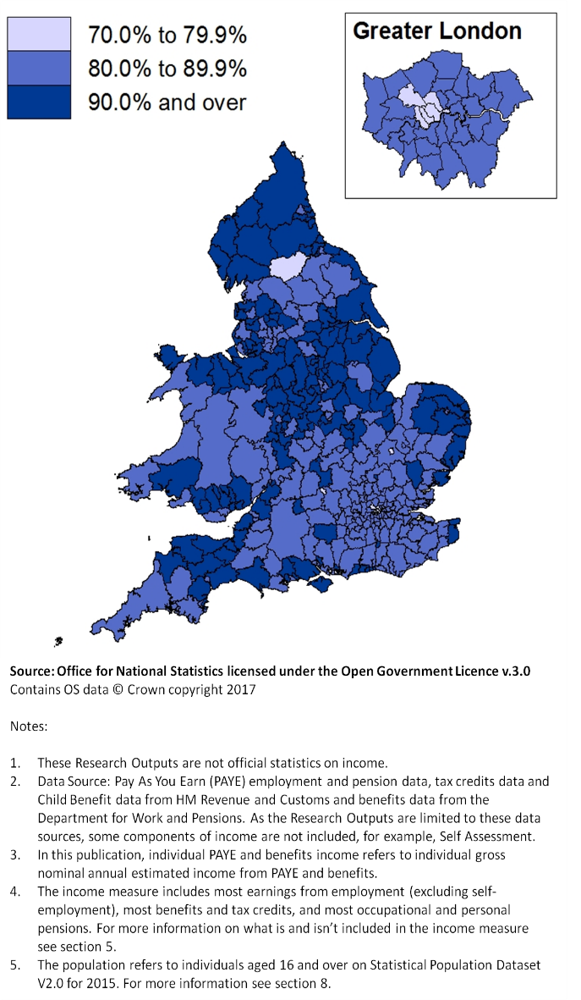 70.0% to 79.9%
80.0% to 89.9%
90.0% and over
Greater London
Source: Office for National Statistics licensed under the Open Government Licence v.3.0
Contains OS data © Crown copyright 2017
Notes:
1. These Research Outputs are not official statistics on income.
2. Data Source: Pay As You Earn (PAYE) employment and pension data, tax credits data and
Child Benefit data from HM Revenue and Customs and benefits data from the
Department for Work and Pensions. As the Research Outputs are limited to these data
sources, some components of income are not included, for example, Self Assessment.
3. In this publication, individual PAYE and benefits income refers to individual gross
nominal annual estimated income from PAYE and benefits.
4. The income measure includes most earnings from employment (excluding self-
employment), most benefits and tax credits, and most occupational and personal
pensions. For more information on what is and isn't included in the income measure
see section 5.
5. The population refers to individuals aged 16 and over on Statistical Population Dataset
V2.0 for 2015. For more information see section 8.